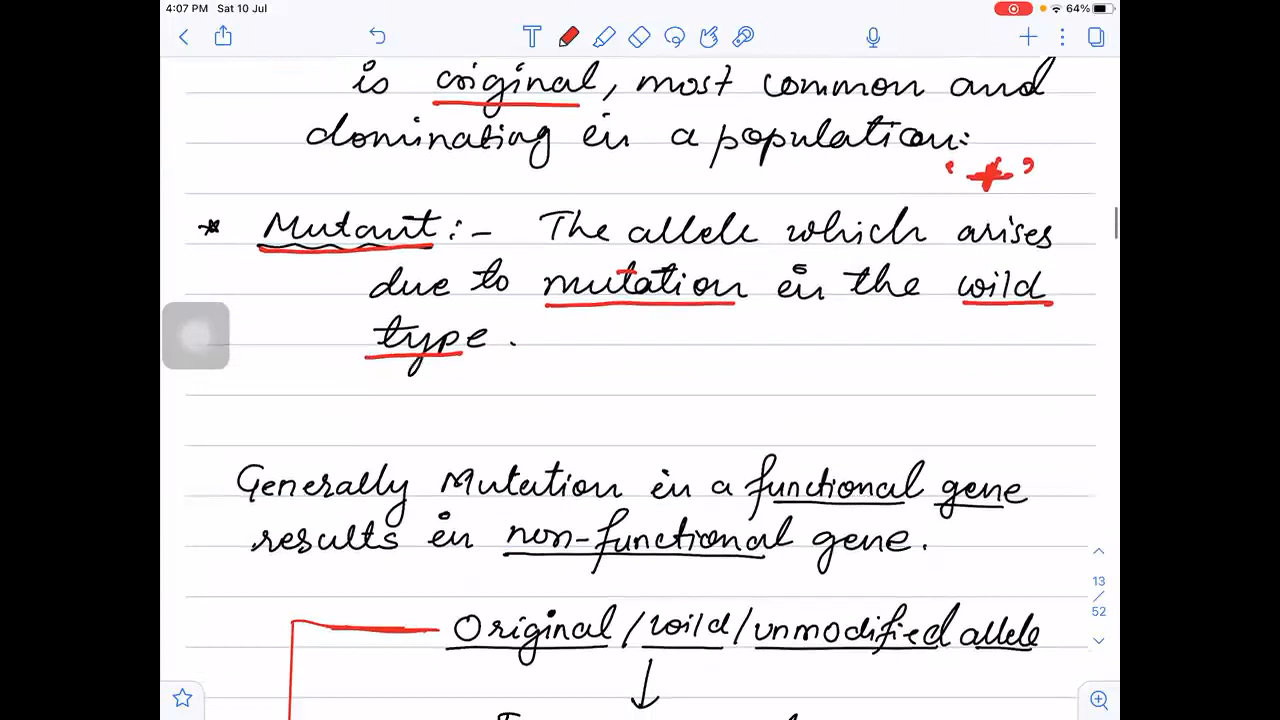 4:07 PM Sat 10 Jul
64%
T
is original, most common and
dominating in a population:
'+'
* Mutant:- The allele which arises
due to mutation in the wild
type.
Generally Mutation in a functional gene
results in non-functional gene.
13
/
52
Original/wild/unmodified allele